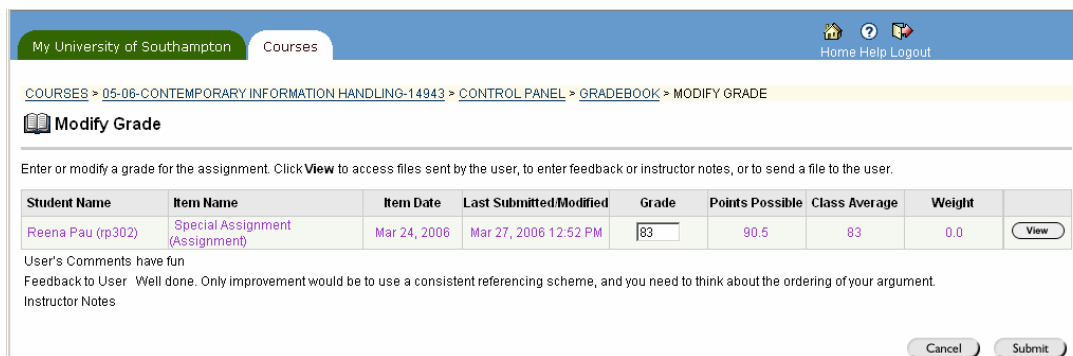 My University of Southampton Courses
Home Help Logout
COURSES > 05-06-CONTEMPORARY INFORMATION HANDLING-14943 > CONTROL PANEL > GRADEBOOK > MODIFY GRADE
Modify Grade
Enter or modify a grade for the assignment. Click View to access files sent by the user, to enter feedback or instructor notes, or to send a file to the user.
Student Name Item Name Item Date Last Submitted/Modified Grade Points Possible Class Average Weight
Reena Pau (rp302) Special Assignment (Assignment) Mar 24, 2006 Mar 27, 2006 12:52 PM 83 90.5 83 0.0 View
User's Comments have fun
Feedback to User Well done. Only improvement would be to use a consistent referencing scheme, and you need to think about the ordering of your argument.
Instructor Notes
Cancel Submit